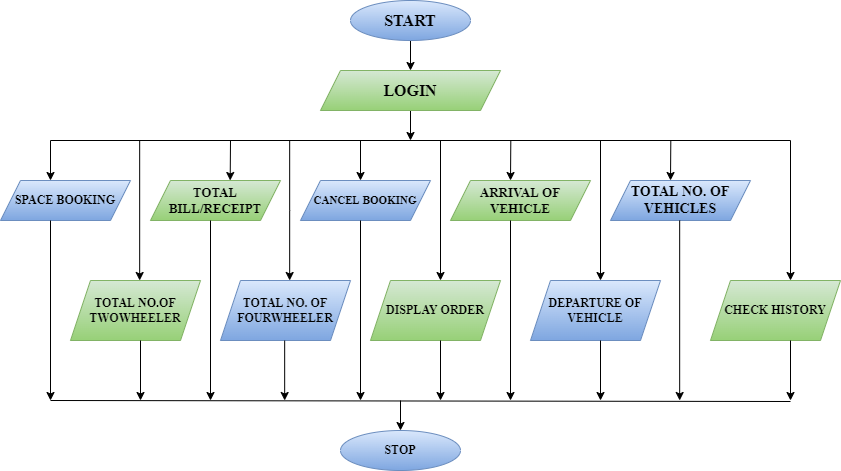 START
LOGIN
SPACE BOOKING
TOTAL
BILL/RECEIPT
CANCEL BOOKING
ARRIVAL OF
VEHICLE
TOTAL NO. OF
VEHICLES
TOTAL NO.OF
TWOWHEELER
TOTAL NO. OF
FOURWHEELER
DISPLAY ORDER
DEPARTURE OF
VEHICLE
CHECK HISTORY
STOP